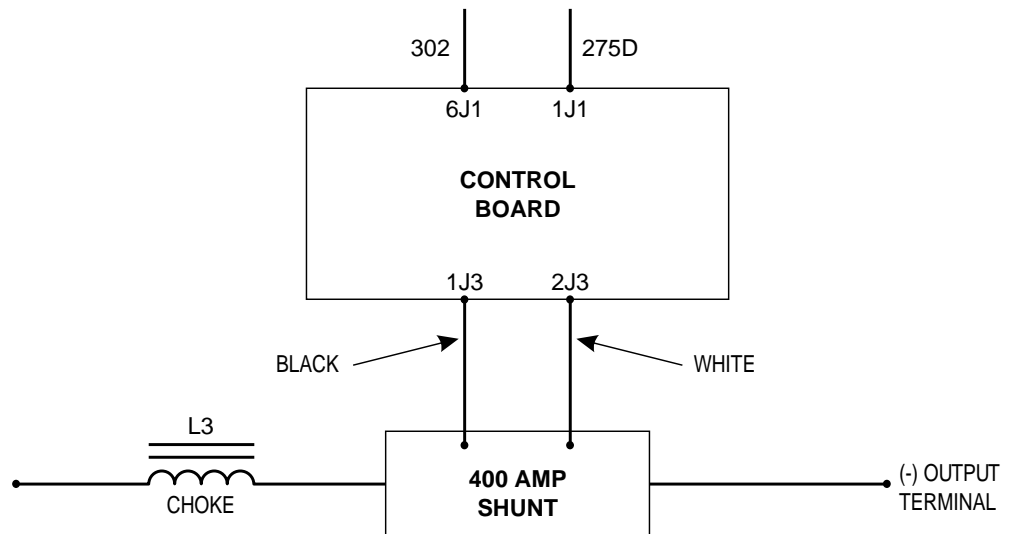 302
275D
6J1
1J1
CONTROL
BOARD
1J3
2J3
BLACK
WHITE
L3
CHOKE
400 AMP
SHUNT
(-) OUTPUT
TERMINAL